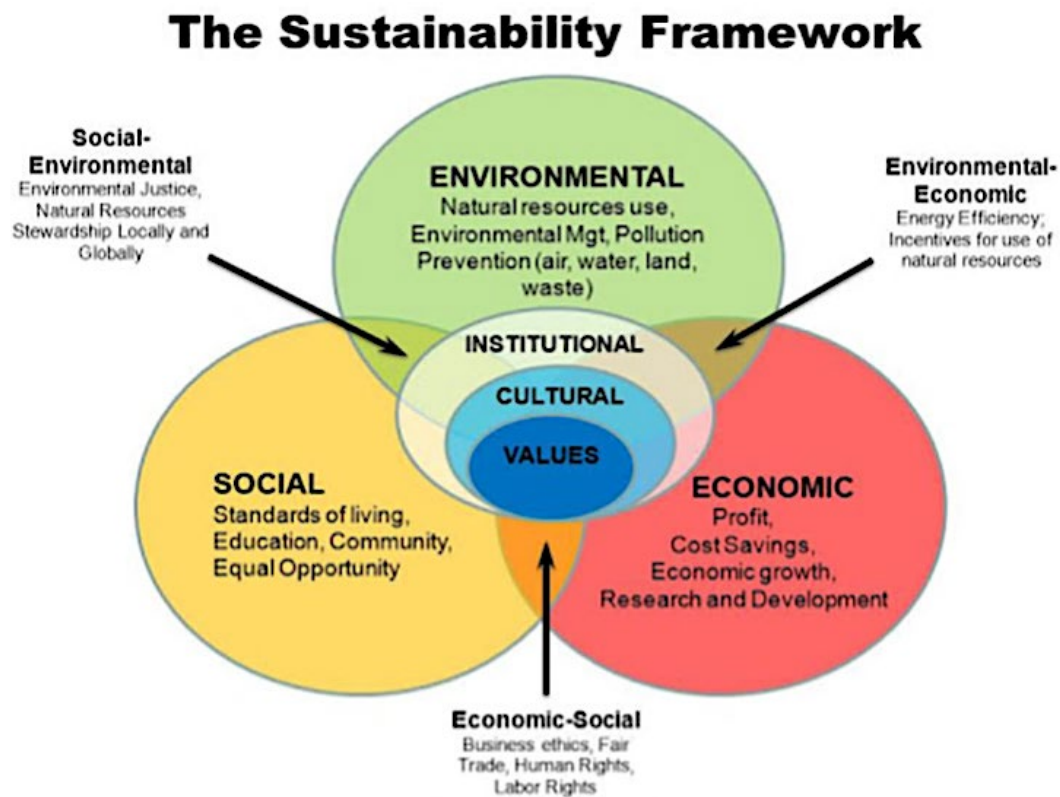 The Sustainability Framework
Social-
Environmental
Environmental Justice,
Natural Resources
Stewardship Locally and
Globally
ENVIRONMENTAL
Natural resources use,
Environmental Mgt, Pollution
Prevention (air, water, land,
waste)
Environmental-
Economic
Energy Efficiency;
Incentives for use of
natural resources
INSTITUTIONAL
CULTURAL
VALUES
SOCIAL
Standards of living,
Education, Community,
Equal Opportunity
ECONOMIC
Profit,
Cost Savings,
Economic growth,
Research and Development
Economic-Social
Business ethics, Fair
Trade, Human Rights,
Labor Rights